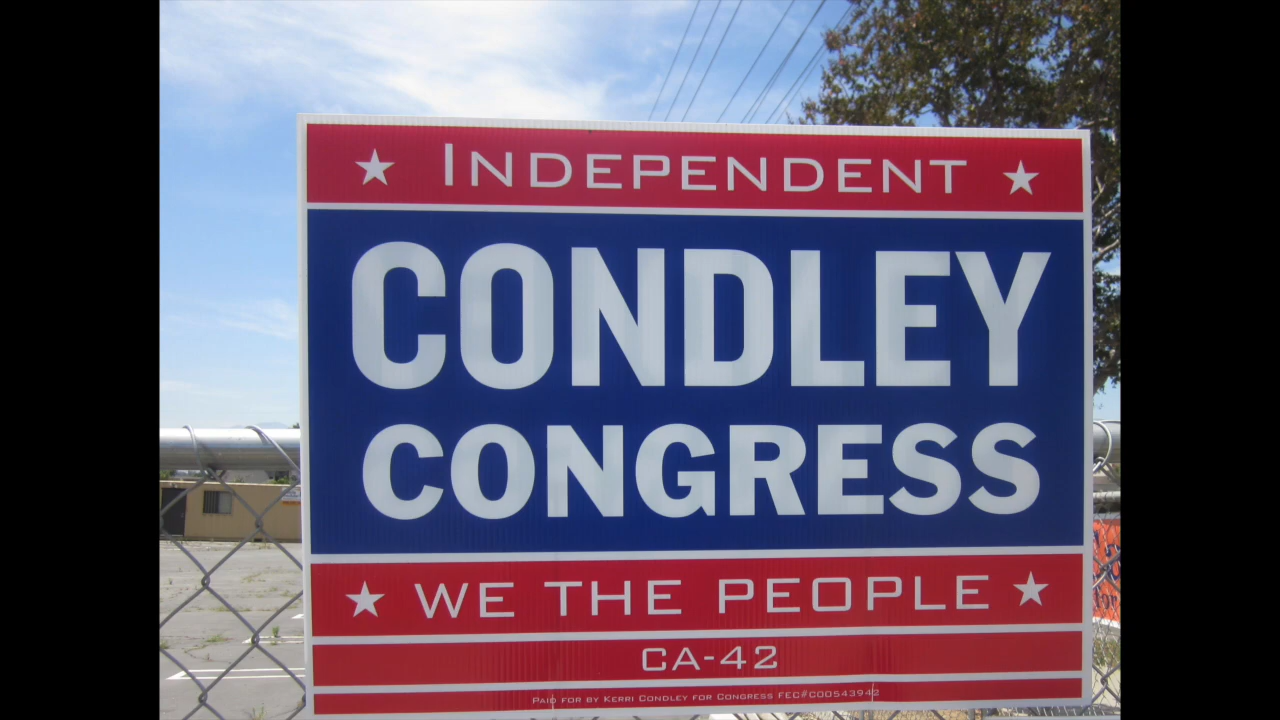 INDEPENDENT
CONDLEY
CONGRESS
WE THE PEOPLE
CA-42
PAID FOR BY KERRI CONDLEY FOR CONGRESS FEC#C00543942